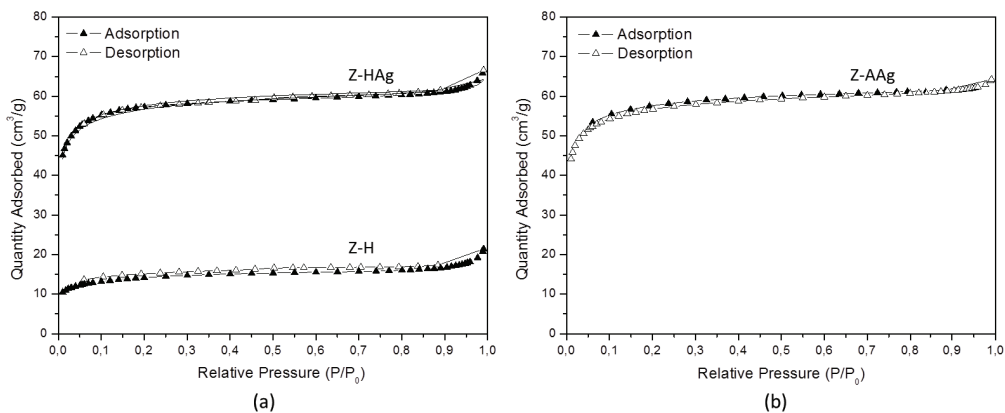 80
70
60
50
40
30
20
10
0
Quantity Adsorbed (cm³/g)
Adsorption
Desorption
Z-HAg
Z-H
0,0 0,1 0,2 0,3 0,4 0,5 0,6 0,7 0,8 0,9 1,0
Relative Pressure (P/P₀)
(a)
80
70
60
50
40
30
20
10
0
Quantity Adsorbed (cm³/g)
Adsorption
Desorption
Z-AAg
0,0 0,1 0,2 0,3 0,4 0,5 0,6 0,7 0,8 0,9 1,0
Relative Pressure (P/P₀)
(b)